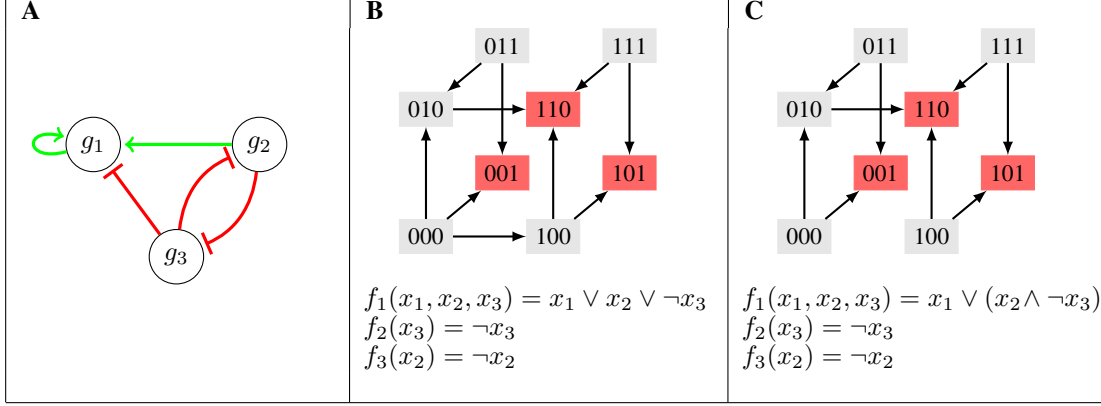 A
g₁
g₂
g₃
B
011 111
010 110
001 101
000 100
f₁(x₁, x₂, x₃) = x₁ ∨ x₂ ∨ ¬x₃
f₂(x₃) = ¬x₃
f₃(x₂) = ¬x₂
C
011 111
010 110
001 101
000 100
f₁(x₁, x₂, x₃) = x₁ ∨ (x₂ ∧ ¬x₃)
f₂(x₃) = ¬x₃
f₃(x₂) = ¬x₂